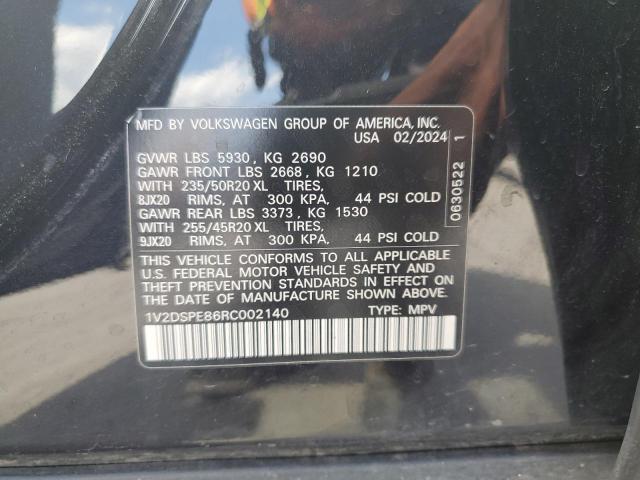 MFD BY VOLKSWAGEN GROUP OF AMERICA, INC.
USA 02/2024
GVWR LBS 5930, KG 2690
GAWR FRONT LBS 2668, KG 1210
WITH 235/50R20 XL TIRES,
8JX20 RIMS, AT 300 KPA, 44 PSI COLD
GAWR REAR LBS 3373, KG 1530
WITH 255/45R20 XL TIRES,
9JX20 RIMS, AT 300 KPA, 44 PSI COLD
THIS VEHICLE CONFORMS TO ALL APPLICABLE
U.S. FEDERAL MOTOR VEHICLE SAFETY AND
THEFT PREVENTION STANDARDS IN EFFECT ON
THE DATE OF MANUFACTURE SHOWN ABOVE.
1V2DSPE86RC002140 TYPE: MPV
0630522 1